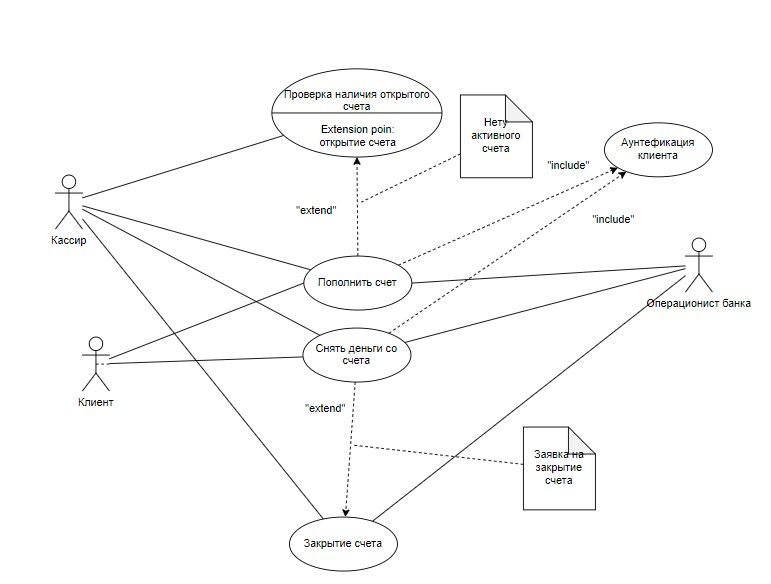 Проверка наличия открытого
счета
Extension poin:
открытие счета
Нету
активного
счета
Аунтефикация
клиента
"include"
"include"
"extend"
Кассир
Пополнить счет
Операционист банка
Снять деньги со
счета
Клиент
"extend"
Заявка на
закрытие
счета
Закрытие счета